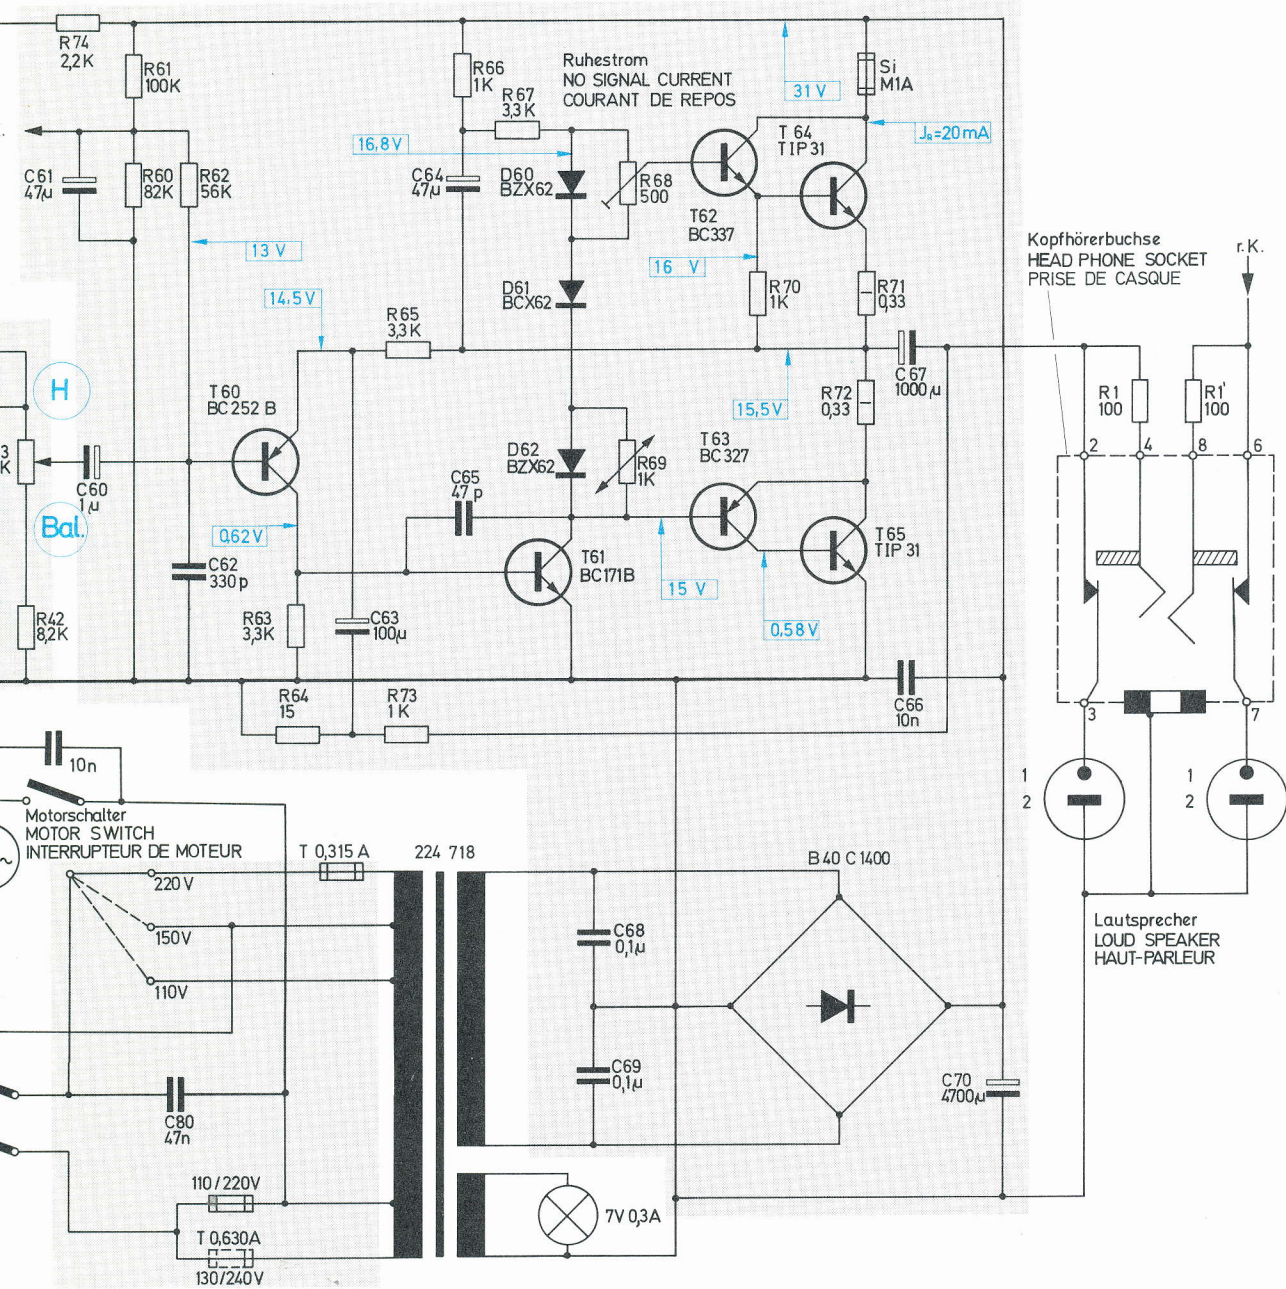 R74
2,2K
R61
100K
R66
1K
R67
3,3K
Ruhestrom
NO SIGNAL CURRENT
COURANT DE REPOS
31 V
Si
M1A
16,8V
T 64
TIP31
J_R=20mA
C61
47µ
R60
82K
R62
56K
C64
47µ
D60
BZX62
R68
500
T62
BC337
13 V
16 V
Kopfhörerbuchse
HEAD PHONE SOCKET
PRISE DE CASQUE
r.K.
14,5V
D61
BCX62
R70
1K
R71
0,33
R65
3,3K
H
T60
BC252 B
15,5V
R72
0,33
C67
1000µ
R1
100
R1'
100
3
K
C60
1µ
D62
BZX62
R69
1K
T63
BC327
2
4
8
6
Bal.
C65
47p
0,62V
T61
BC171B
T65
TIP31
C62
330p
15 V
R42
8,2K
R63
3,3K
C63
100µ
0,58V
R64
15
R73
1K
C66
10n
3
7
10n
Motorschalter
MOTOR SWITCH
INTERRUPTEUR DE MOTEUR
1
2
1
2
T 0,315 A
224 718
B40 C1400
220V
150V
110V
C68
0,1µ
Lautsprecher
LOUD SPEAKER
HAUT-PARLEUR
C69
0,1µ
C70
4700µ
C80
47n
110/220V
T 0,630A
130/240V
7V 0,3A